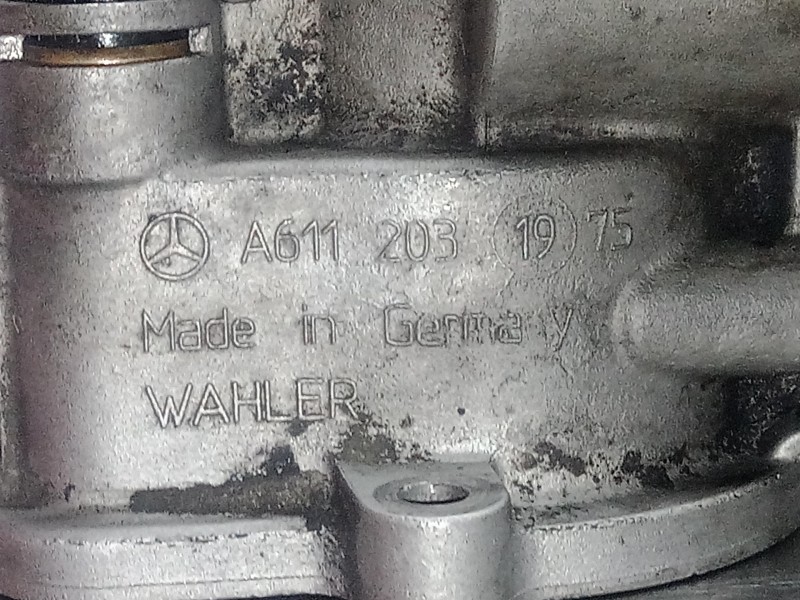 A611 203 19 75
Made in Germany
WAHLER